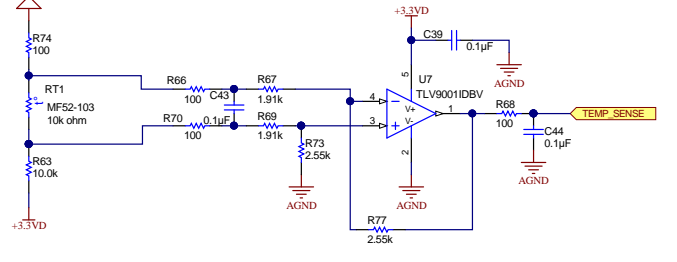 +3.3VD
C39
0.1µF
R74
100
AGND
U7
TLV9001IDBV
RT1
MF52-103
10k ohm
R66
100
C43
0.1µF
R67
1.91k
5
V+
4
1
V-
3
2
R70
100
R69
1.91k
R73
2.55k
R68
100
TEMP_SENSE
C44
0.1µF
R63
10.0k
AGND
AGND
AGND
R77
2.55k
+3.3VD